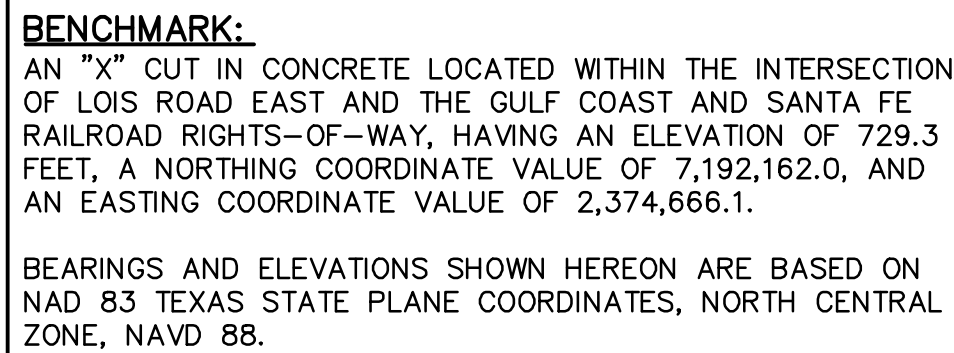 BENCHMARK:
AN "X" CUT IN CONCRETE LOCATED WITHIN THE INTERSECTION
OF LOIS ROAD EAST AND THE GULF COAST AND SANTA FE
RAILROAD RIGHTS-OF-WAY, HAVING AN ELEVATION OF 729.3
FEET, A NORTHING COORDINATE VALUE OF 7,192,162.0, AND
AN EASTING COORDINATE VALUE OF 2,374,666.1.
BEARINGS AND ELEVATIONS SHOWN HEREON ARE BASED ON
NAD 83 TEXAS STATE PLANE COORDINATES, NORTH CENTRAL
ZONE, NAVD 88.